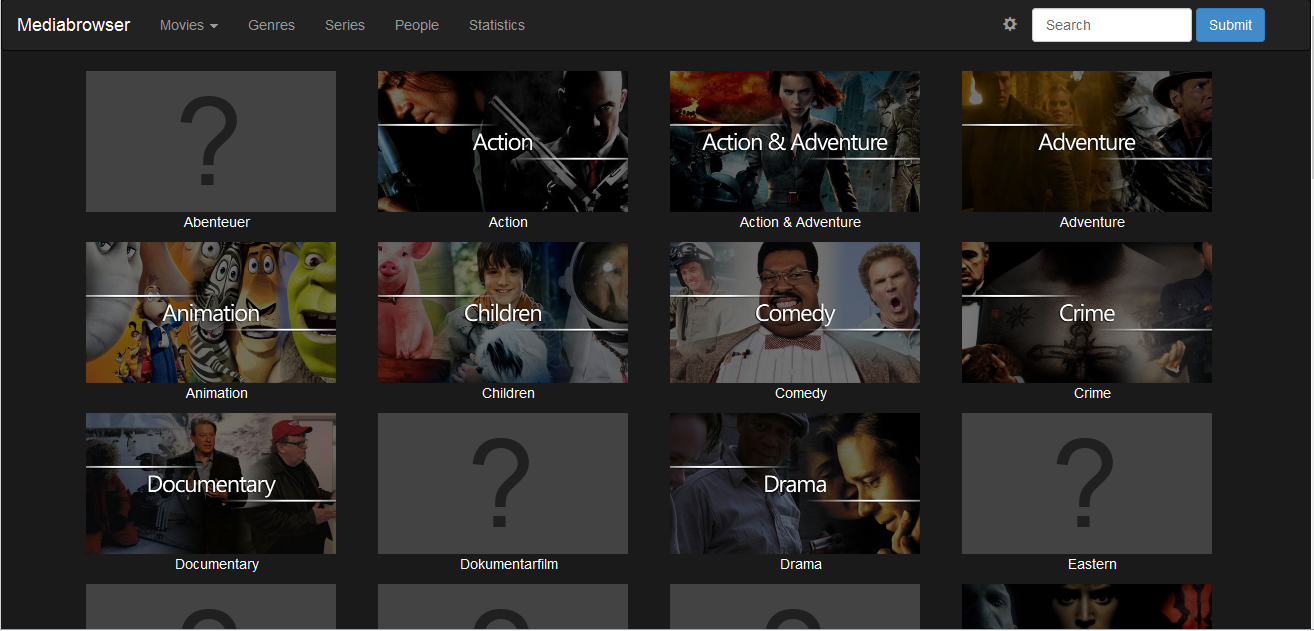 Mediabrowser Movies Genres Series People Statistics Search Submit
?
Action
Action & Adventure
Adventure
Abenteuer
Action
Action & Adventure
Adventure
Animation
Children
Comedy
Crime
Animation
Children
Comedy
Crime
Documentary
?
Drama
?
Documentary
Dokumentarfilm
Drama
Eastern